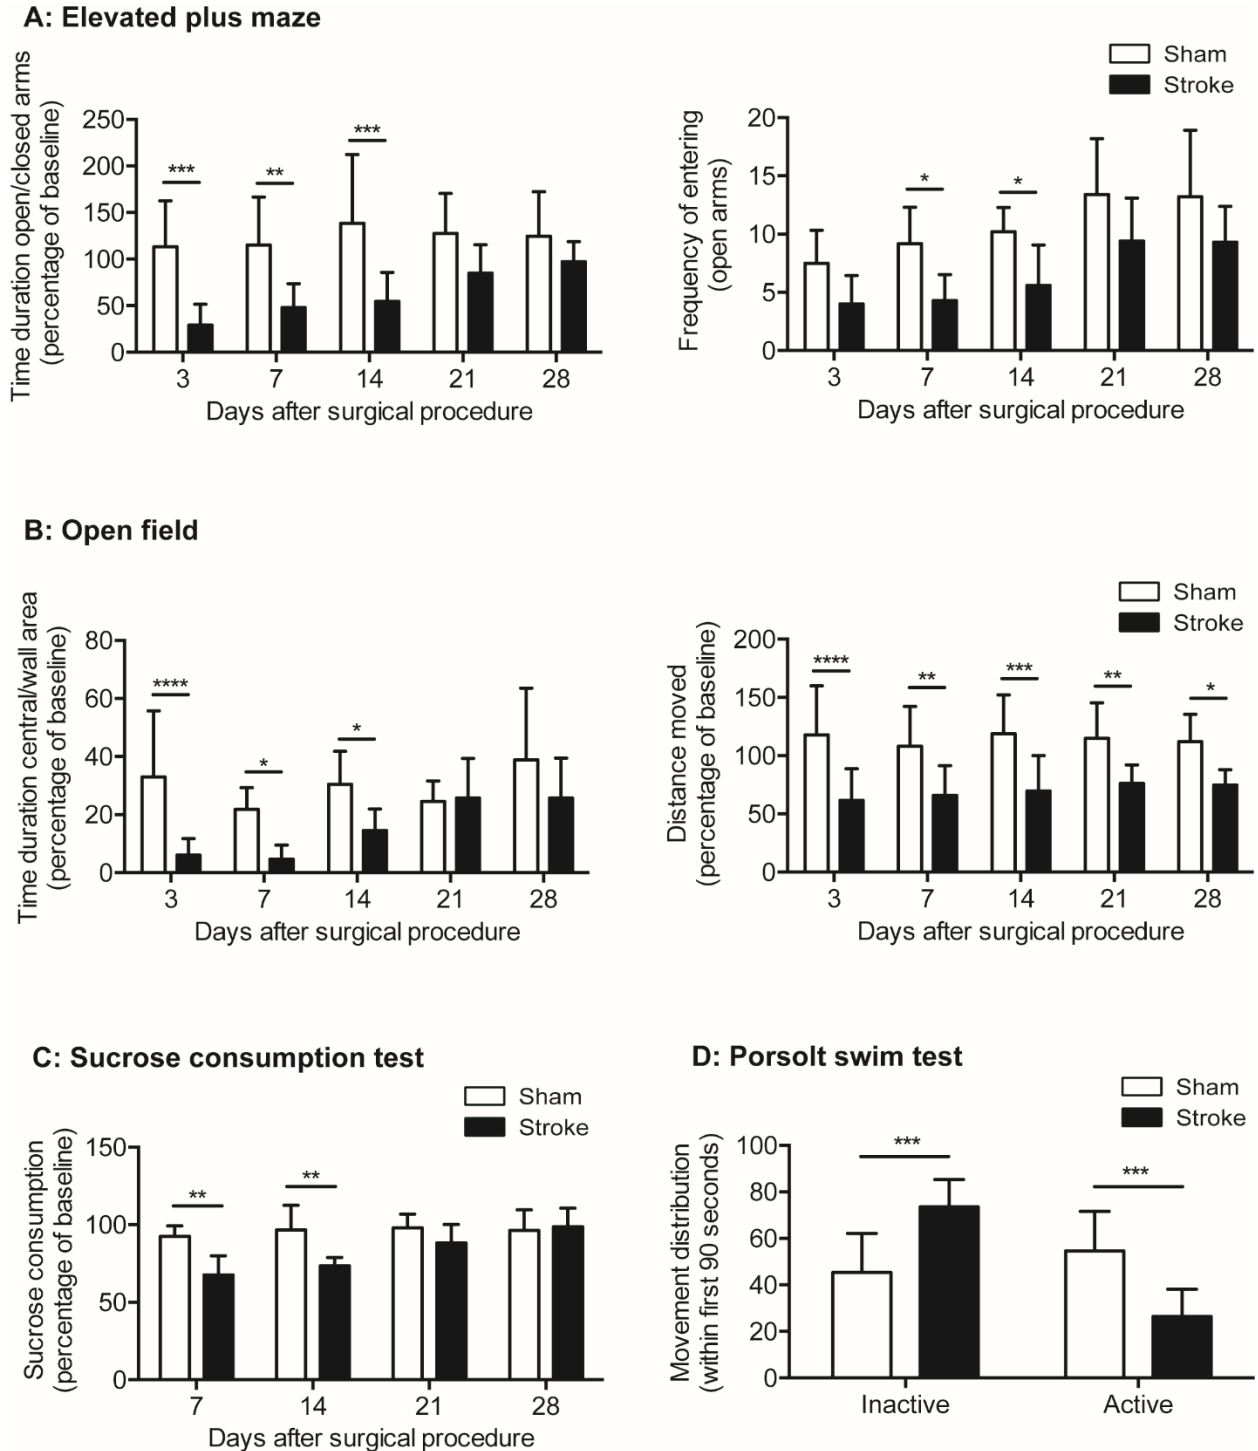 A: Elevated plus maze
Sham
Stroke
Time duration open/closed arms
(percentage of baseline)
250
200
150
100
50
0
***
**
***
3 7 14 21 28
Days after surgical procedure
Frequency of entering
(open arms)
20
15
10
5
0
*
*
3 7 14 21 28
Days after surgical procedure
B: Open field
Sham
Stroke
Time duration central/wall area
(percentage of baseline)
80
60
40
20
0
****
*
*
3 7 14 21 28
Days after surgical procedure
Distance moved
(percentage of baseline)
200
150
100
50
0
****
**
***
**
*
3 7 14 21 28
Days after surgical procedure
C: Sucrose consumption test
Sham
Stroke
Sucrose consumption
(percentage of baseline)
150
100
50
0
**
**
7 14 21 28
Days after surgical procedure
D: Porsolt swim test
Sham
Stroke
Movement distribution
(within first 90 seconds)
100
80
60
40
20
0
***
***
Inactive Active